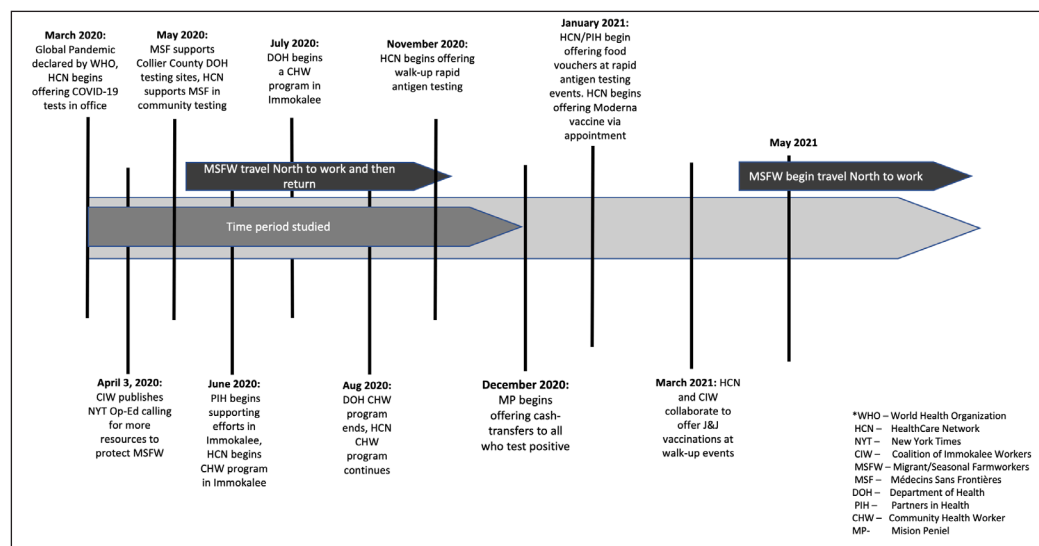 March 2020:
Global Pandemic
declared by WHO,
HCN begins
offering COVID-19
tests in office
May 2020:
MSF supports
Collier County DOH
testing sites, HCN
supports MSF in
community testing
July 2020:
DOH begins
a CHW
program in
Immokalee
November 2020:
HCN begins offering
walk-up rapid
antigen testing
January 2021:
HCN/PIH begin
offering food
vouchers at rapid
antigen testing
events. HCN begins
offering Moderna
vaccine via
appointment
May 2021
MSFW travel North to work and then
return
MSFW begin travel North to work
Time period studied
April 3, 2020:
CIW publishes
NYT Op-Ed calling
for more
resources to
protect MSFW
June 2020:
PIH begins
supporting
efforts in
Immokalee,
HCN begins
CHW program
in Immokalee
Aug 2020:
DOH CHW
program
ends, HCN
CHW
program
continues
December 2020:
MP begins
offering cash-
transfers to all
who test positive
March 2021: HCN
and CIW
collaborate to
offer J&J
vaccinations at
walk-up events
*WHO – World Health Organization
HCN – HealthCare Network
NYT – New York Times
CIW – Coalition of Immokalee Workers
MSFW – Migrant/Seasonal Farmworkers
MSF – Médecins Sans Frontières
DOH – Department of Health
PIH – Partners in Health
CHW – Community Health Worker
MP- Mision Peniel